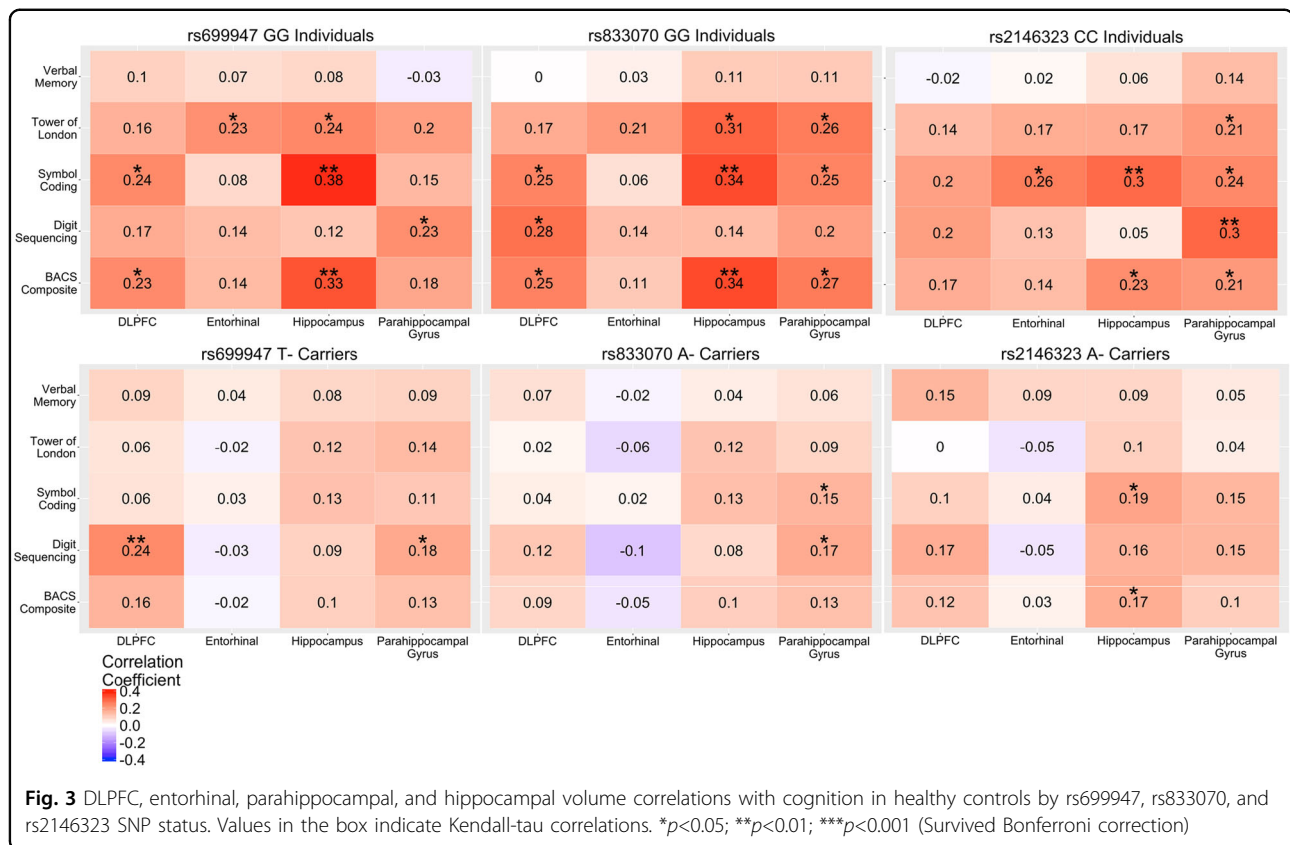 rs699947 GG Individuals
rs833070 GG Individuals
rs2146323 CC Individuals
Verbal
Memory
0.1 0.07 0.08 -0.03 0 0.03 0.11 0.11 -0.02 0.02 0.06 0.14
Tower of
London
* * * * *
0.16 0.23 0.24 0.2 0.17 0.21 0.31 0.26 0.14 0.17 0.17 0.21
Symbol
Coding
* ** * ** * * ** *
0.24 0.08 0.38 0.15 0.25 0.06 0.34 0.25 0.2 0.26 0.3 0.24
Digit
Sequencing
* * **
0.17 0.14 0.12 0.23 0.28 0.14 0.14 0.2 0.2 0.13 0.05 0.3
BACS
Composite
* ** * ** * * *
0.23 0.14 0.33 0.18 0.25 0.11 0.34 0.27 0.17 0.14 0.23 0.21
DLPFC Entorhinal Hippocampus Parahippocampal
Gyrus
DLPFC Entorhinal Hippocampus Parahippocampal
Gyrus
DLPFC Entorhinal Hippocampus Parahippocampal
Gyrus
rs699947 T- Carriers
rs833070 A- Carriers
rs2146323 A- Carriers
Verbal
Memory
0.09 0.04 0.08 0.09 0.07 -0.02 0.04 0.06 0.15 0.09 0.09 0.05
Tower of
London
0.06 -0.02 0.12 0.14 0.02 -0.06 0.12 0.09 0 -0.05 0.1 0.04
Symbol
Coding
* *
0.06 0.03 0.13 0.11 0.04 0.02 0.13 0.15 0.1 0.04 0.19 0.15
Digit
Sequencing
** * *
0.24 -0.03 0.09 0.18 0.12 -0.1 0.08 0.17 0.17 -0.05 0.16 0.15
BACS
Composite
*
0.16 -0.02 0.1 0.13 0.09 -0.05 0.1 0.13 0.12 0.03 0.17 0.1
DLPFC Entorhinal Hippocampus Parahippocampal
Gyrus
DLPFC Entorhinal Hippocampus Parahippocampal
Gyrus
DLPFC Entorhinal Hippocampus Parahippocampal
Gyrus
Correlation
Coefficient
0.4
0.2
0.0
-0.2
-0.4
Fig. 3 DLPFC, entorhinal, parahippocampal, and hippocampal volume correlations with cognition in healthy controls by rs699947, rs833070, and
rs2146323 SNP status. Values in the box indicate Kendall-tau correlations. *p<0.05; **p<0.01; ***p<0.001 (Survived Bonferroni correction)